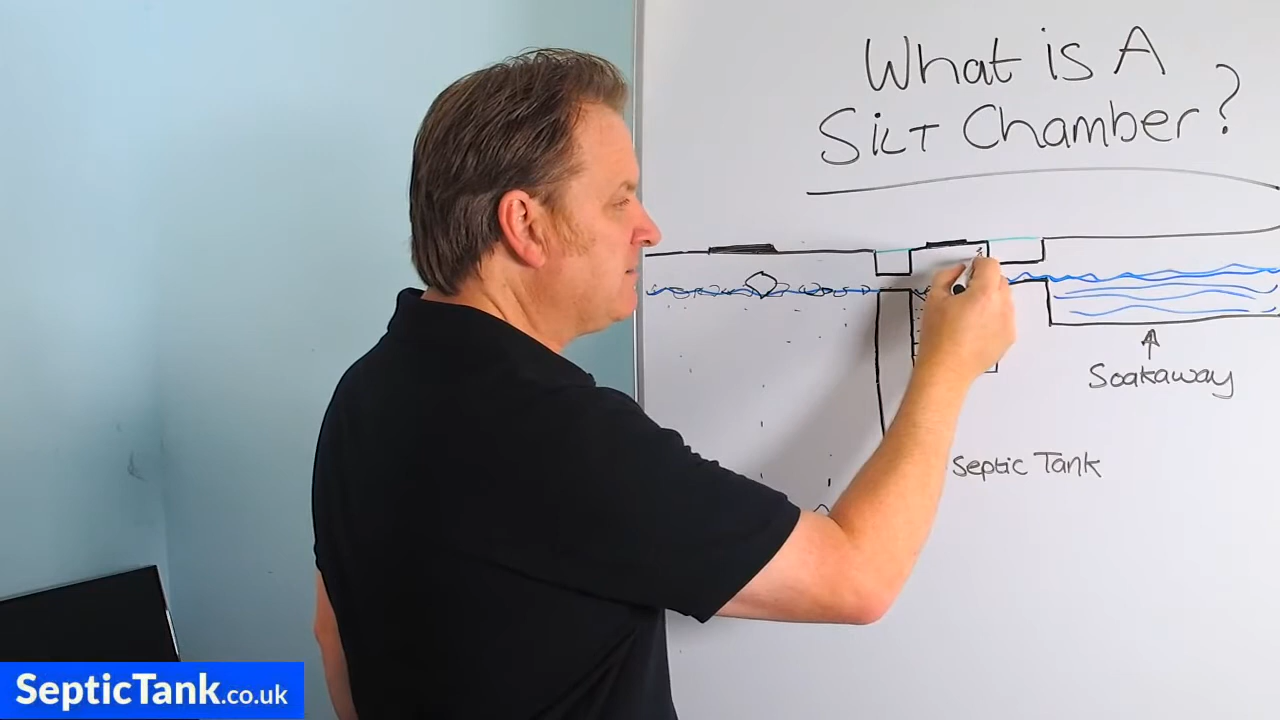 What is A
SiLT Chamber?
Soakaway
Septic Tank
SepticTank.co.uk